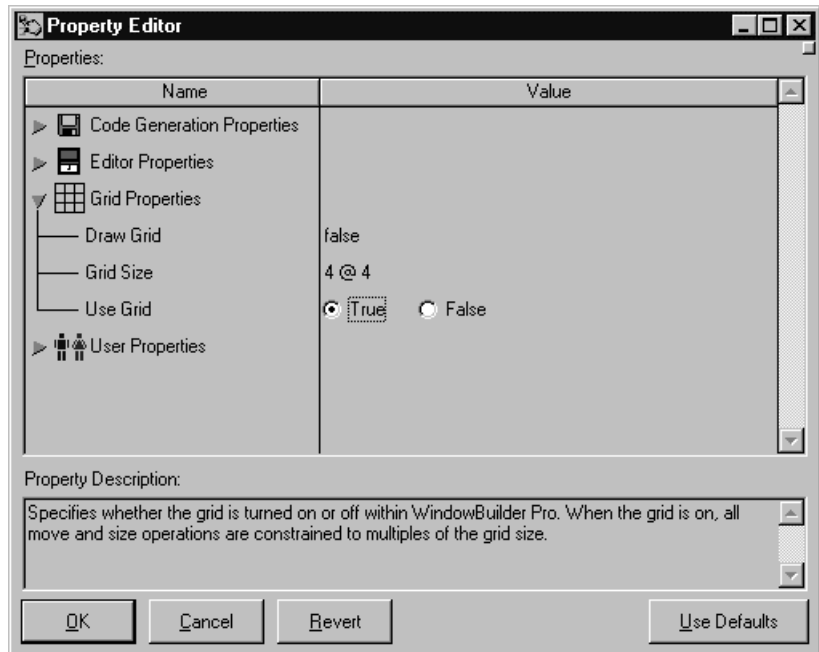 Property Editor
Properties:
Name Value
Code Generation Properties
Editor Properties
Grid Properties
Draw Grid false
Grid Size 4 @ 4
Use Grid True False
User Properties
Property Description:
Specifies whether the grid is turned on or off within WindowBuilder Pro. When the grid is on, all
move and size operations are constrained to multiples of the grid size.
OK Cancel Revert Use Defaults